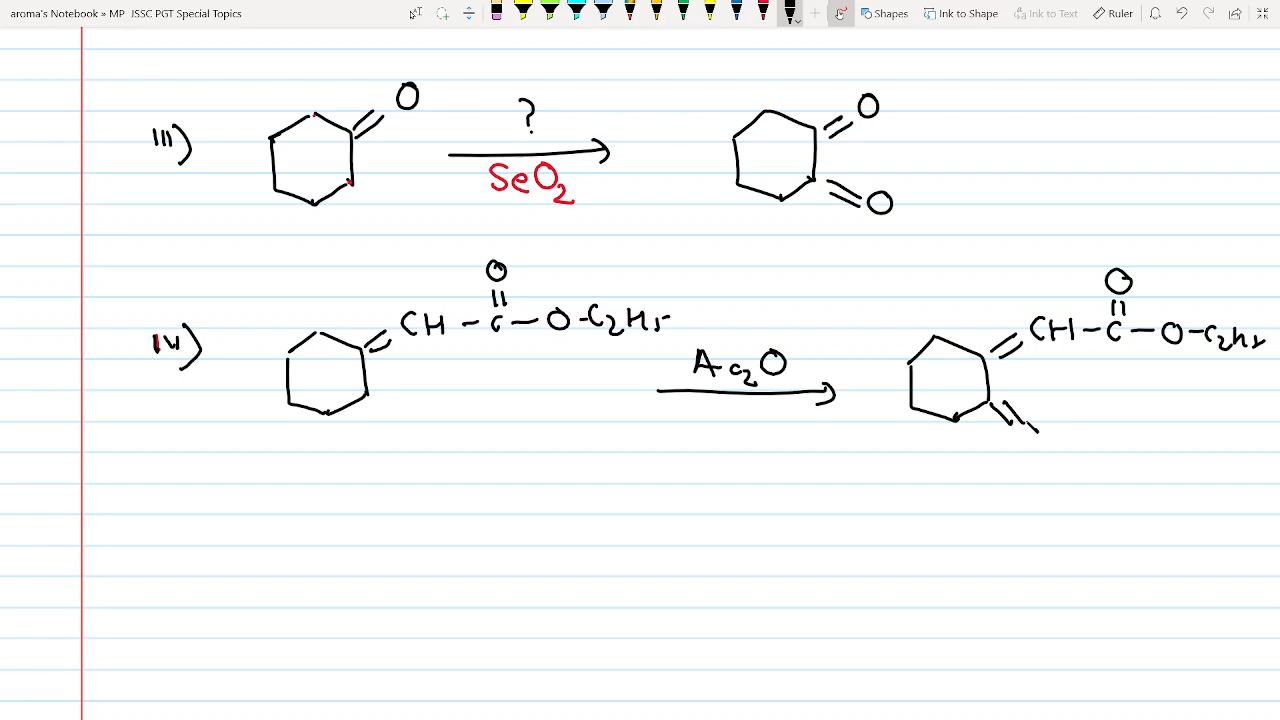 aroma's Notebook » MP JSSC PGT Special Topics
Shapes Ink to Shape Ink to Text Ruler
III) O ? SeO2 O O
IV) CH - C - O - C2H5 O Ac2O CH - C - O - C2H5 O